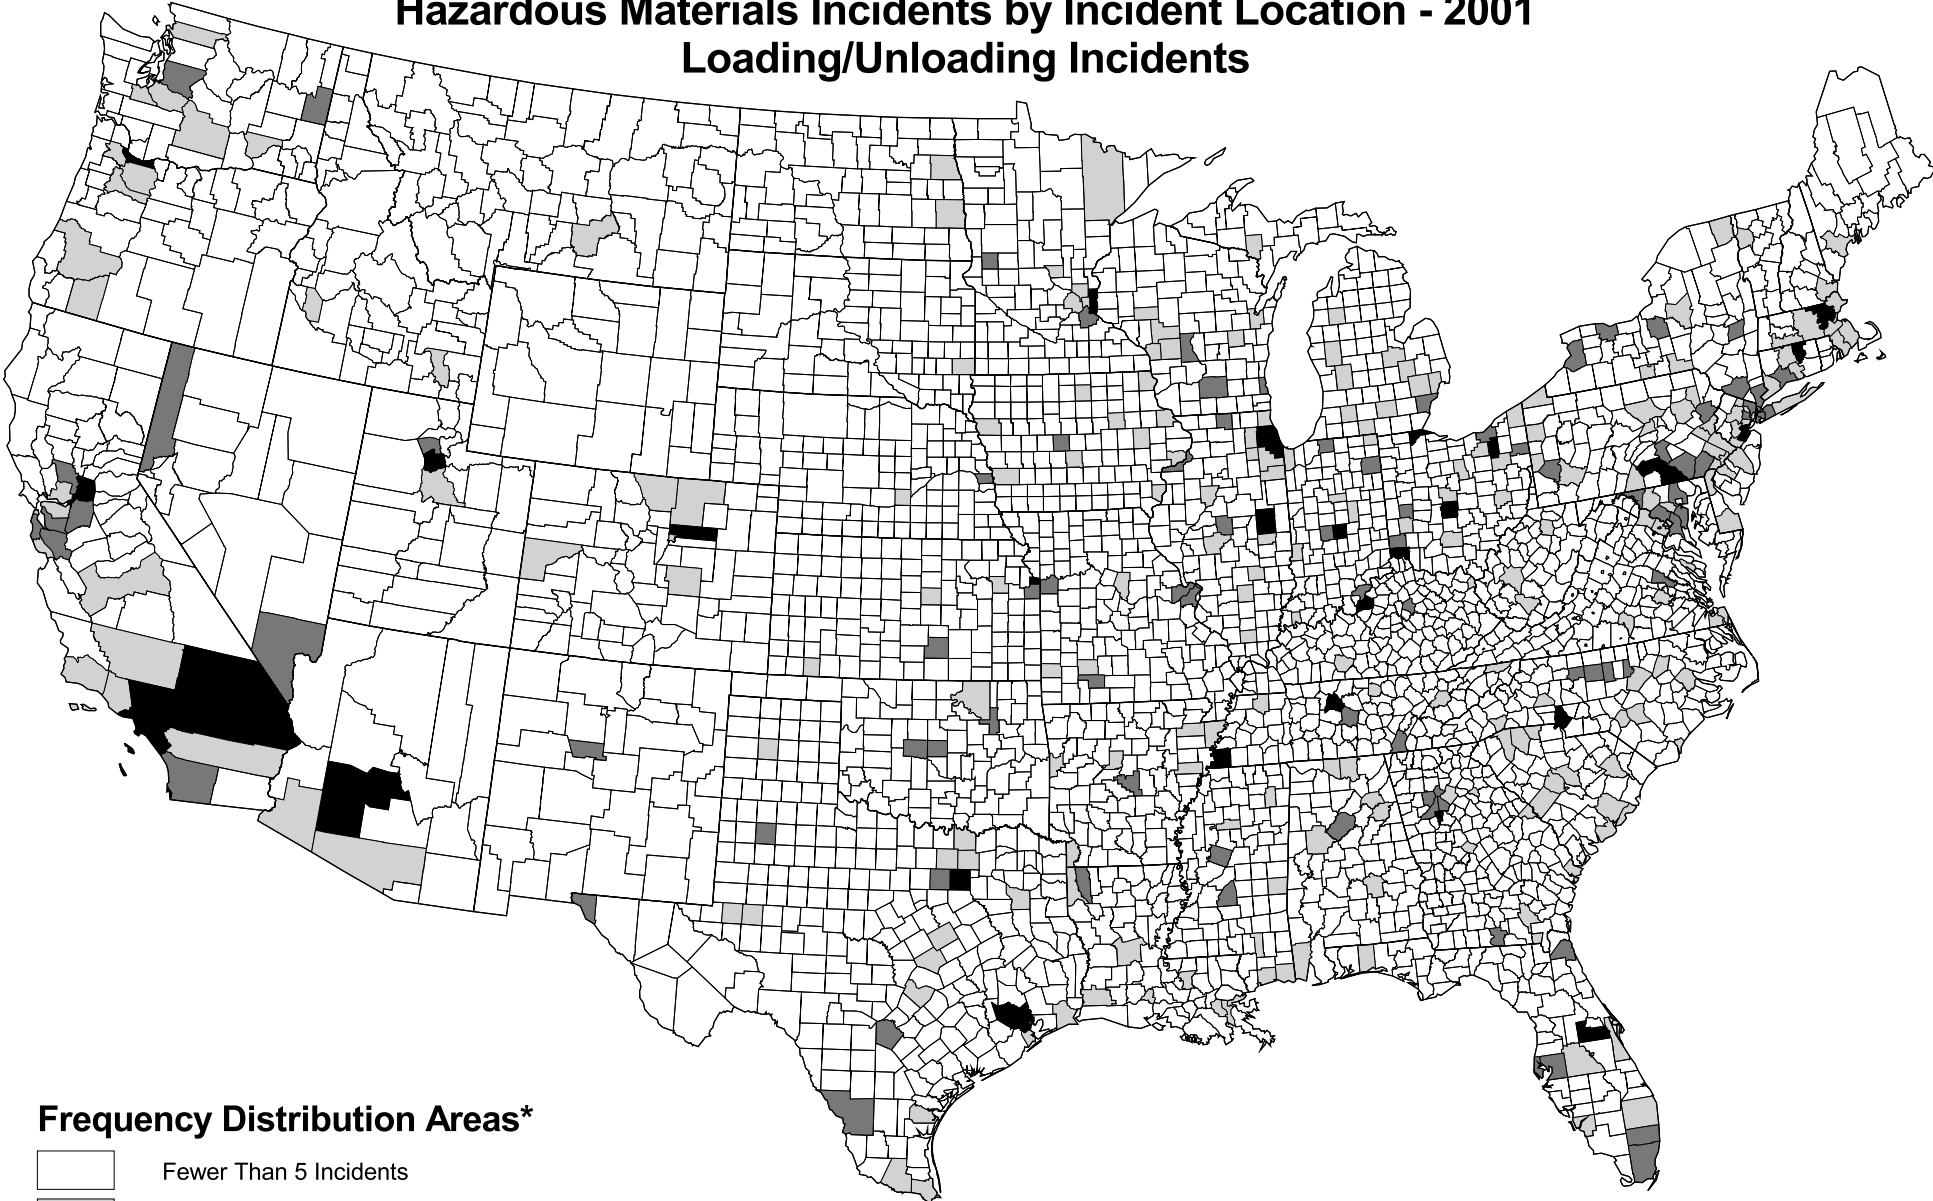 Hazardous Materials Incidents by Incident Location - 2001
Loading/Unloading Incidents
Frequency Distribution Areas*
Fewer Than 5 Incidents